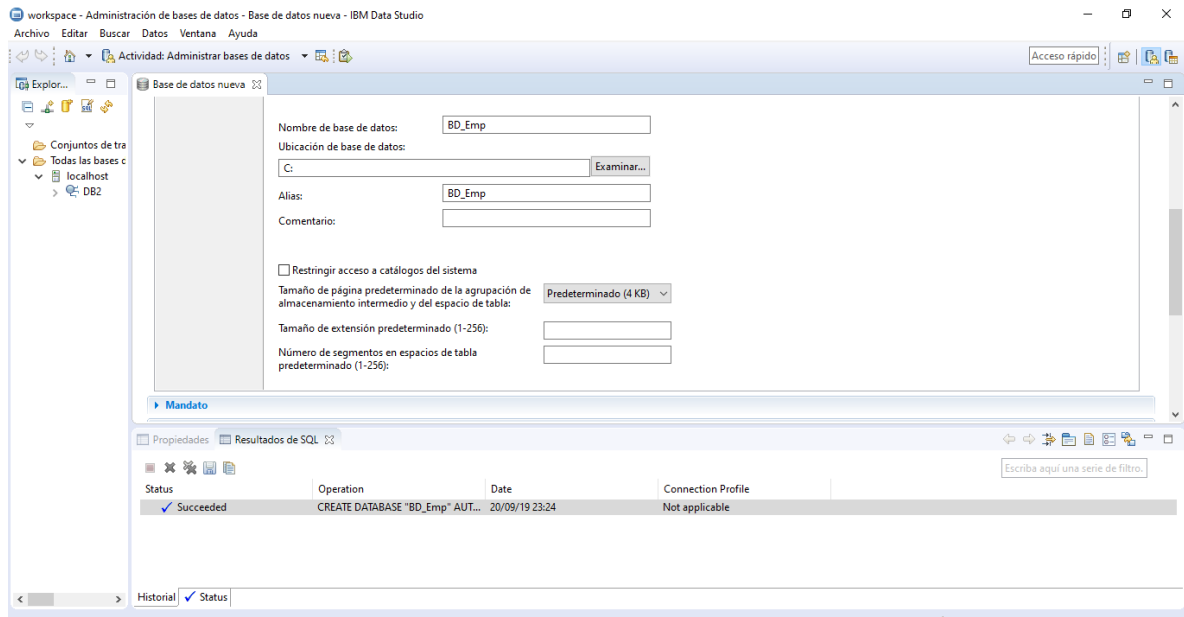 workspace - Administración de bases de datos - Base de datos nueva - IBM Data Studio
Archivo Editar Buscar Datos Ventana Ayuda
Actividad: Administrar bases de datos
Acceso rápido
Explor...
Base de datos nueva
Conjuntos de tra
Todas las bases d
localhost
DB2
Nombre de base de datos: BD_Emp
Ubicación de base de datos:
C: Examinar...
Alias: BD_Emp
Comentario:
Restringir acceso a catálogos del sistema
Tamaño de página predeterminado de la agrupación de
almacenamiento intermedio y del espacio de tabla: Predeterminado (4 KB)
Tamaño de extensión predeterminado (1-256):
Número de segmentos en espacios de tabla
predeterminado (1-256):
Mandato
Propiedades Resultados de SQL
Escriba aquí una serie de filtro.
Status Operation Date Connection Profile
Succeeded CREATE DATABASE "BD_Emp" AUT... 20/09/19 23:24 Not applicable
Historial Status